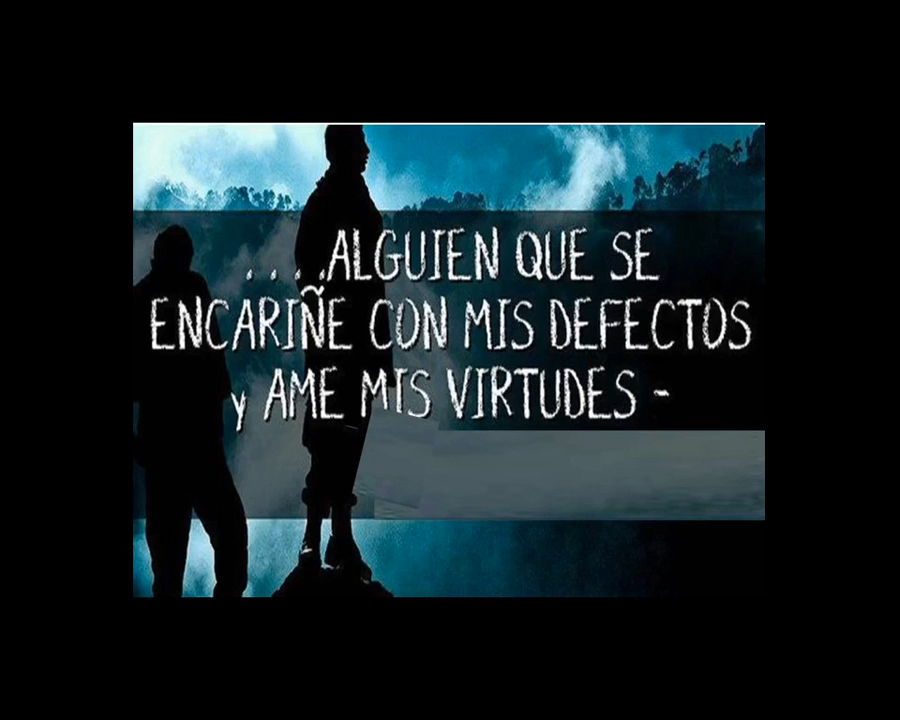 . . . .ALGUIEN QUE SE
ENCARIÑE CON MIS DEFECTOS
y AME MIS VIRTUDES -